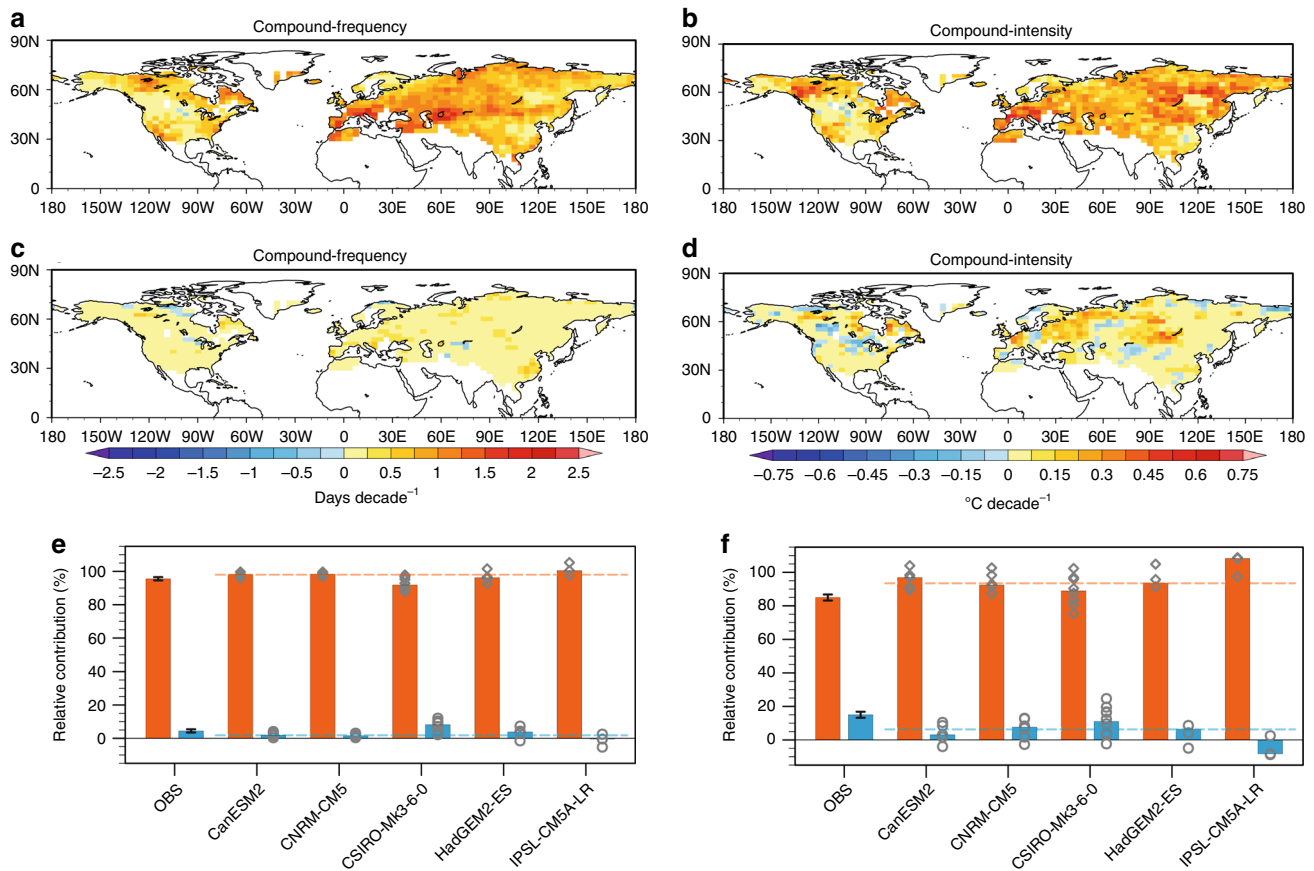 a
Compound-frequency
90N
60N
30N
0
180 150W 120W 90W 60W 30W 0 30E 60E 90E 120E 150E 180
b
Compound-intensity
90N
60N
30N
0
180 150W 120W 90W 60W 30W 0 30E 60E 90E 120E 150E 180
c
Compound-frequency
90N
60N
30N
0
180 150W 120W 90W 60W 30W 0 30E 60E 90E 120E 150E 180
−2.5 −2 −1.5 −1 −0.5 0 0.5 1 1.5 2 2.5
Days decade⁻¹
d
Compound-intensity
90N
60N
30N
0
180 150W 120W 90W 60W 30W 0 30E 60E 90E 120E 150E 180
−0.75 −0.6 −0.45 −0.3 −0.15 0 0.15 0.3 0.45 0.6 0.75
°C decade⁻¹
e
Relative contribution (%)
100
80
60
40
20
0
OBS
CanESM2
CNRM-CM5
CSIRO-Mk3-6-0
HadGEM2-ES
IPSL-CM5A-LR
f
Relative contribution (%)
100
80
60
40
20
0
OBS
CanESM2
CNRM-CM5
CSIRO-Mk3-6-0
HadGEM2-ES
IPSL-CM5A-LR